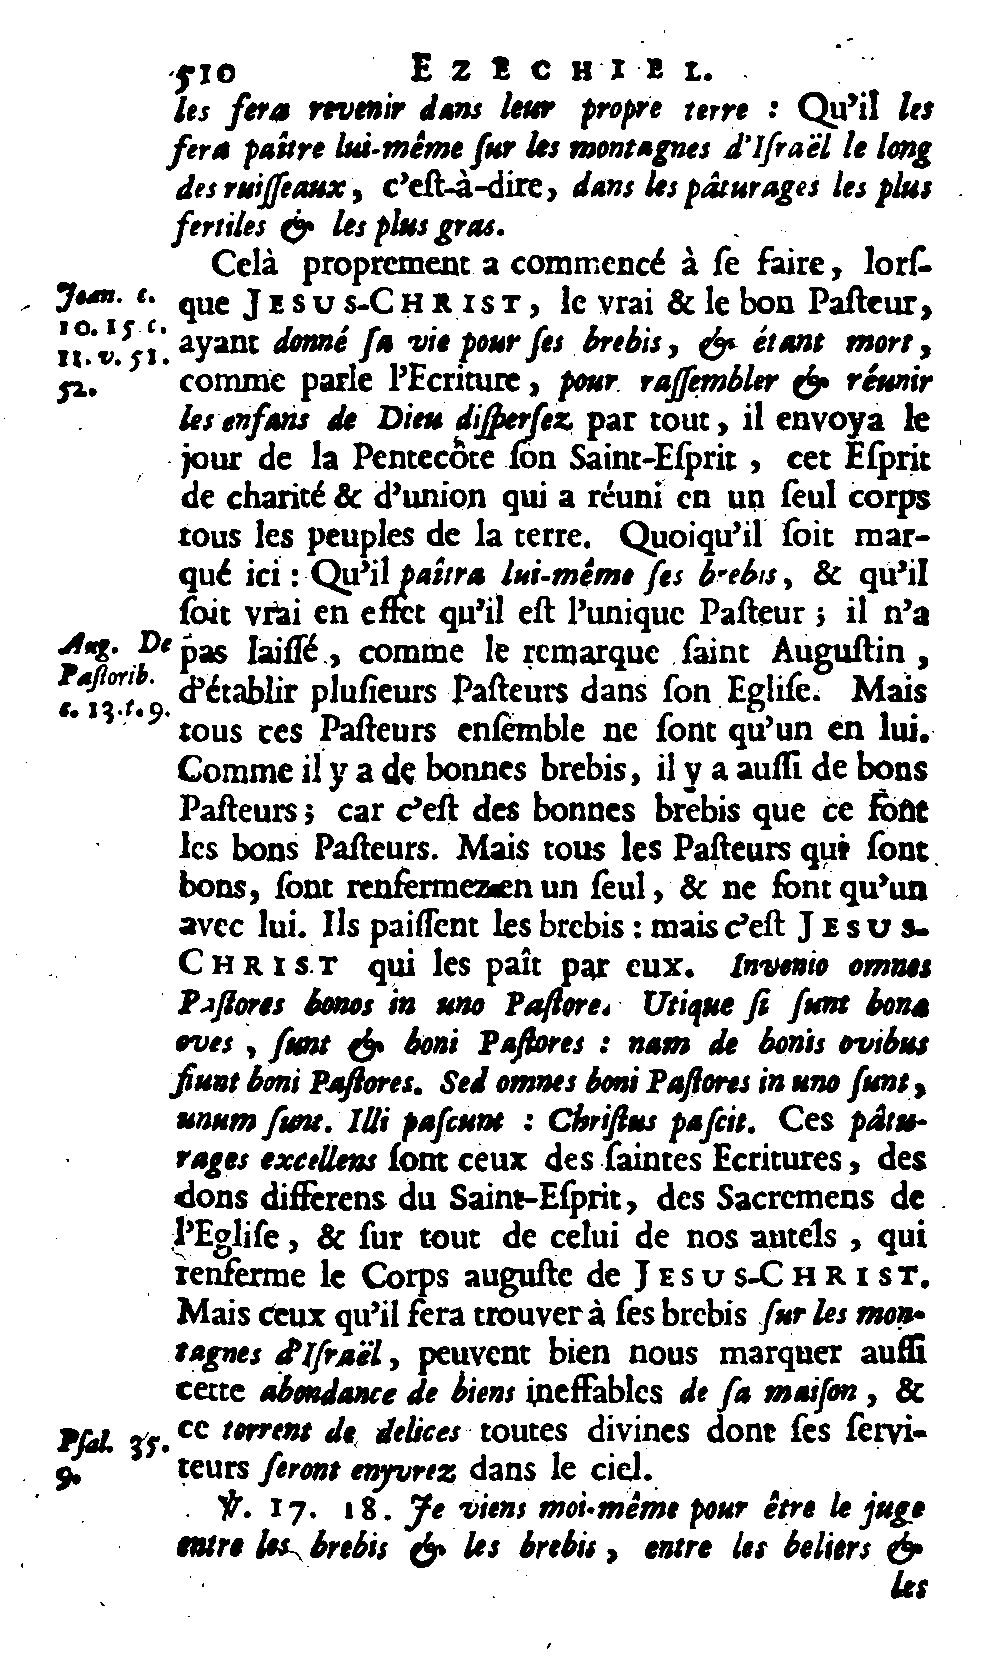 510 EZECHIEL.
les fera revenir dans leur propre terre : Qu'il les
fera paître lui-même ſur les montagnes d'Iſraël le long
des ruiſſeaux, c'eſt-à-dire, dans les pâturages les plus
fertiles & les plus gras.
Celà proprement a commencé à ſe faire, lorſ-
Joan. c.
10. 15 c.
11. v. 51.
52.
que JESUS-CHRIST, le vrai & le bon Paſteur,
ayant donné ſa vie pour ſes brebis, & étant mort,
comme parle l'Ecriture, pour raſſembler & réunir
les enfans de Dieu diſperſez par tout, il envoya le
jour de la Pentecôte ſon Saint-Eſprit, cet Eſprit
de charité & d'union qui a réuni en un ſeul corps
tous les peuples de la terre. Quoiqu'il ſoit mar-
qué ici : Qu'il paîtra lui-même ſes brebis, & qu'il
ſoit vrai en effet qu'il eſt l'unique Paſteur ; il n'a
Aug. De
Paſtorib.
c. 13. t. 9.
pas laiſſé, comme le remarque ſaint Auguſtin,
d'établir pluſieurs Paſteurs dans ſon Egliſe. Mais
tous ces Paſteurs enſemble ne ſont qu'un en lui.
Comme il y a de bonnes brebis, il y a auſſi de bons
Paſteurs ; car c'eſt des bonnes brebis que ce ſont
les bons Paſteurs. Mais tous les Paſteurs qui ſont
bons, ſont renfermez en un ſeul, & ne ſont qu'un
avec lui. Ils paiſſent les brebis : mais c'eſt JESUS-
CHRIST qui les paît par eux. Invenio omnes
Paſtores bonos in uno Paſtore. Utique ſi ſunt bona
oves, ſunt & boni Paſtores : nam de bonis ovibus
fiunt boni Paſtores. Sed omnes boni Paſtores in uno ſunt,
unum ſunt. Illi paſcunt : Chriſtus paſcit. Ces pâtu-
rages excellens ſont ceux des ſaintes Ecritures, des
dons differens du Saint-Eſprit, des Sacremens de
l'Egliſe, & ſur tout de celui de nos autels, qui
renferme le Corps auguſte de JESUS-CHRIST.
Mais ceux qu'il fera trouver à ſes brebis ſur les mon-
tagnes d'Iſraël, peuvent bien nous marquer auſſi
cette abondance de biens ineffables de ſa maiſon, &
Pſal. 35.
9.
ce torrent de delices toutes divines dont ſes ſervi-
teurs ſeront enyvrez dans le ciel.
℣. 17. 18. Je viens moi-même pour être le juge
entre les brebis & les brebis, entre les beliers &
les